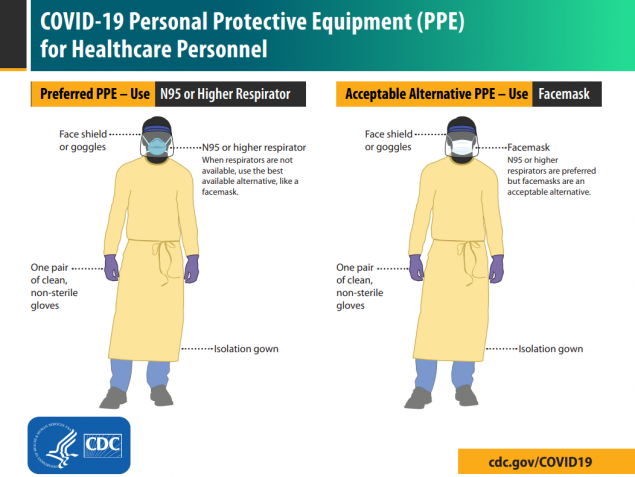 COVID-19 Personal Protective Equipment (PPE)
for Healthcare Personnel
Preferred PPE – Use N95 or Higher Respirator
Face shield
or goggles
N95 or higher respirator
When respirators are not
available, use the best
available alternative, like a
facemask.
One pair
of clean,
non-sterile
gloves
Isolation gown
Acceptable Alternative PPE – Use Facemask
Face shield
or goggles
Facemask
N95 or higher
respirators are preferred
but facemasks are an
acceptable alternative.
One pair
of clean,
non-sterile
gloves
Isolation gown
CDC
cdc.gov/COVID19